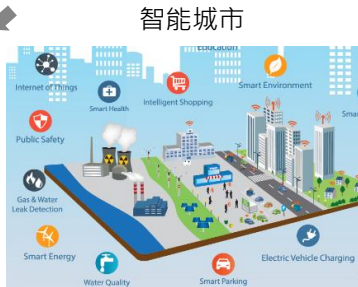 智能城市
Education
Internet of Things
Smart Health
Intelligent Shopping
Smart Environment
Public Safety
Gas & Water
Leak Detection
Smart Energy
Water Quality
Smart Parking
Electric Vehicle Charging